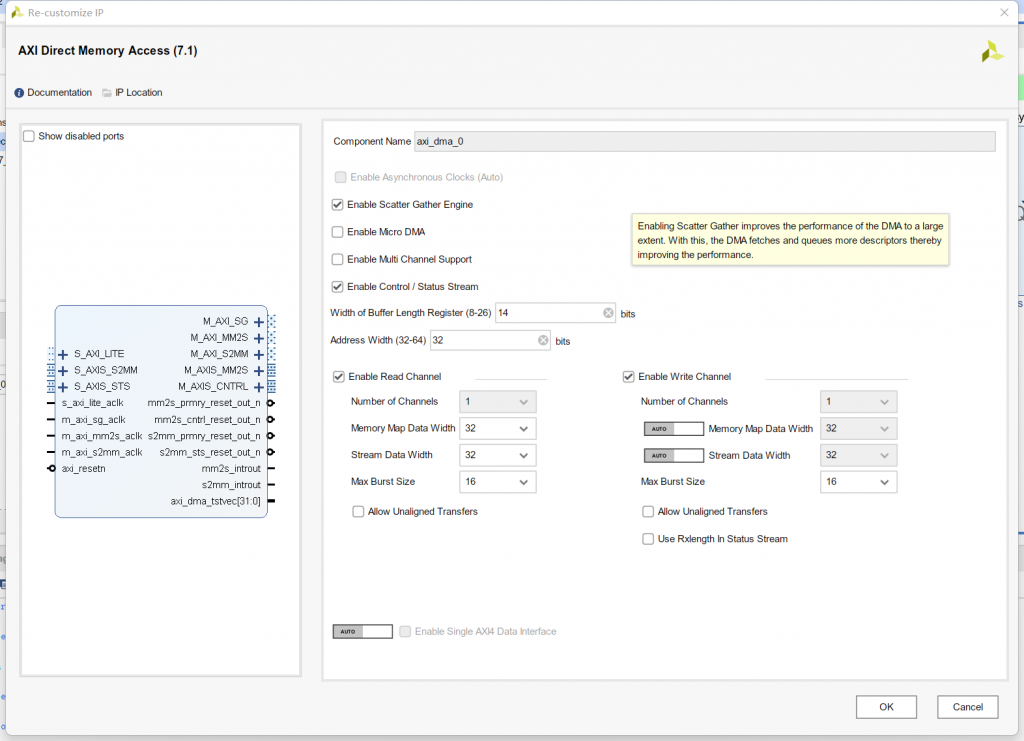 Re-customize IP
AXI Direct Memory Access (7.1)
Documentation
IP Location
Show disabled ports
M_AXI_SG
M_AXI_MM2S
S_AXI_LITE
M_AXI_S2MM
S_AXIS_S2MM
M_AXIS_MM2S
S_AXIS_STS
M_AXIS_CNTRL
s_axi_lite_aclk
mm2s_prmry_reset_out_n
m_axi_sg_aclk
mm2s_cntrl_reset_out_n
m_axi_mm2s_aclk
s2mm_prmry_reset_out_n
m_axi_s2mm_aclk
s2mm_sts_reset_out_n
axi_resetn
mm2s_introut
s2mm_introut
axi_dma_tstvec[31:0]
Component Name axi_dma_0
Enable Asynchronous Clocks (Auto)
Enable Scatter Gather Engine
Enable Micro DMA
Enable Multi Channel Support
Enable Control / Status Stream
Enabling Scatter Gather improves the performance of the DMA to a large
extent. With this, the DMA fetches and queues more descriptors thereby
improving the performance.
Width of Buffer Length Register (8-26) 14 bits
Address Width (32-64) 32 bits
Enable Read Channel
Number of Channels 1
Memory Map Data Width 32
Stream Data Width 32
Max Burst Size 16
Allow Unaligned Transfers
Enable Write Channel
Number of Channels 1
AUTO Memory Map Data Width 32
AUTO Stream Data Width 32
Max Burst Size 16
Allow Unaligned Transfers
Use Rxlength In Status Stream
AUTO Enable Single AXI4 Data Interface
OK
Cancel